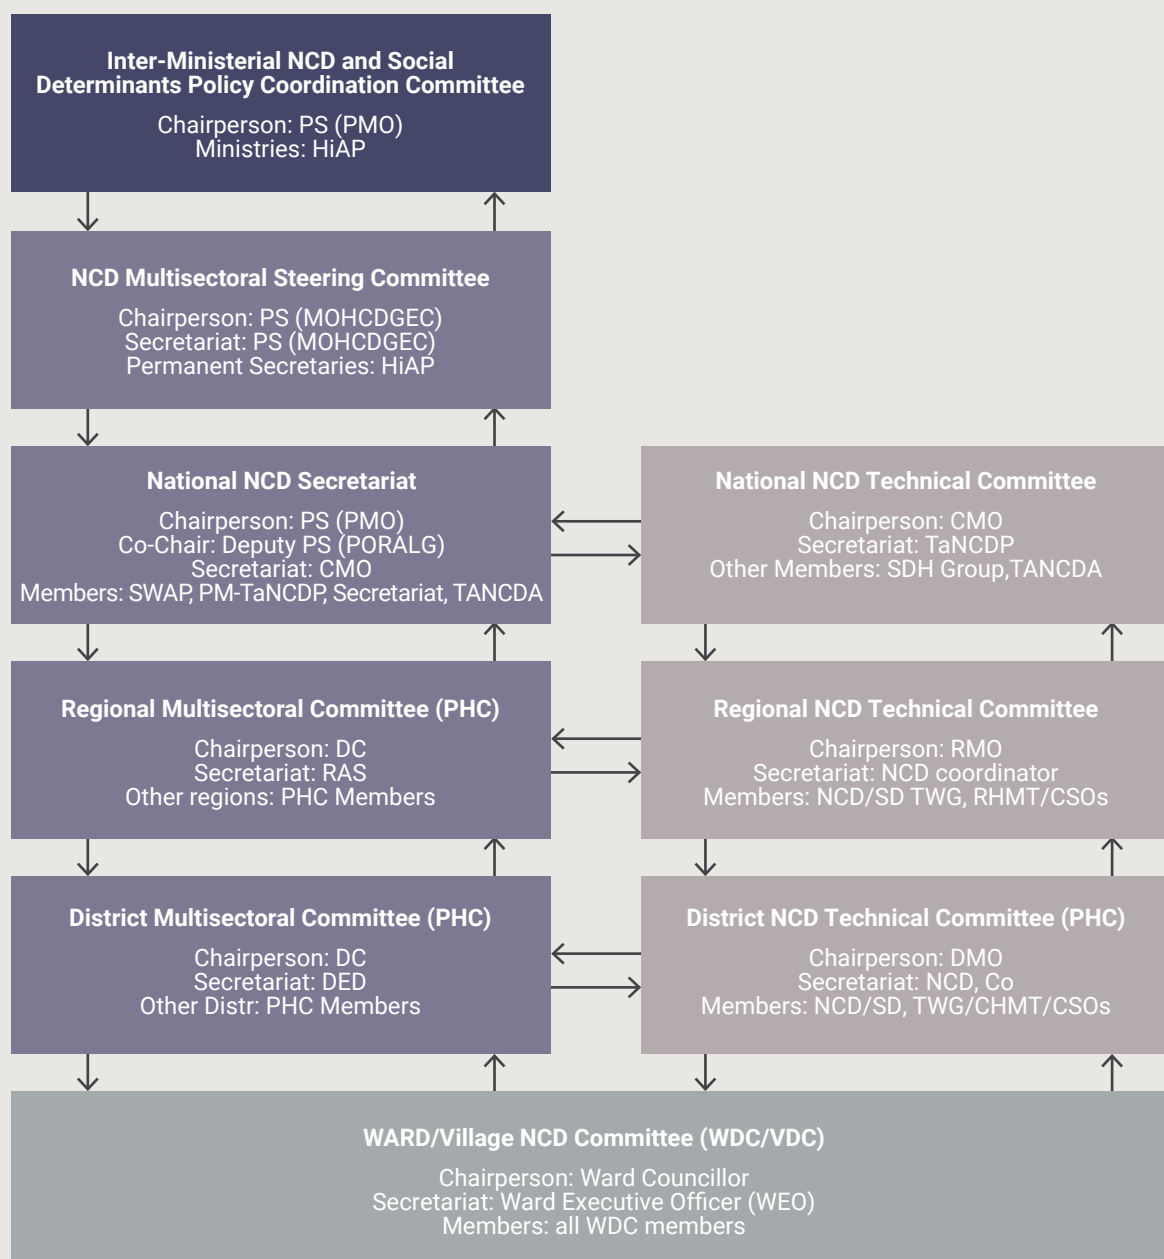 Inter-Ministerial NCD and Social
Determinants Policy Coordination Committee
Chairperson: PS (PMO)
Ministries: HiAP
NCD Multisectoral Steering Committee
Chairperson: PS (MOHCDGEC)
Secretariat: PS (MOHCDGEC)
Permanent Secretaries: HiAP
National NCD Secretariat
Chairperson: PS (PMO)
Co-Chair: Deputy PS (PORALG)
Secretariat: CMO
Members: SWAP, PM-TaNCDP, Secretariat, TANCDA
National NCD Technical Committee
Chairperson: CMO
Secretariat: TaNCDP
Other Members: SDH Group,TANCDA
Regional Multisectoral Committee (PHC)
Chairperson: DC
Secretariat: RAS
Other regions: PHC Members
Regional NCD Technical Committee
Chairperson: RMO
Secretariat: NCD coordinator
Members: NCD/SD TWG, RHMT/CSOs
District Multisectoral Committee (PHC)
Chairperson: DC
Secretariat: DED
Other Distr: PHC Members
District NCD Technical Committee (PHC)
Chairperson: DMO
Secretariat: NCD, Co
Members: NCD/SD, TWG/CHMT/CSOs
WARD/Village NCD Committee (WDC/VDC)
Chairperson: Ward Councillor
Secretariat: Ward Executive Officer (WEO)
Members: all WDC members